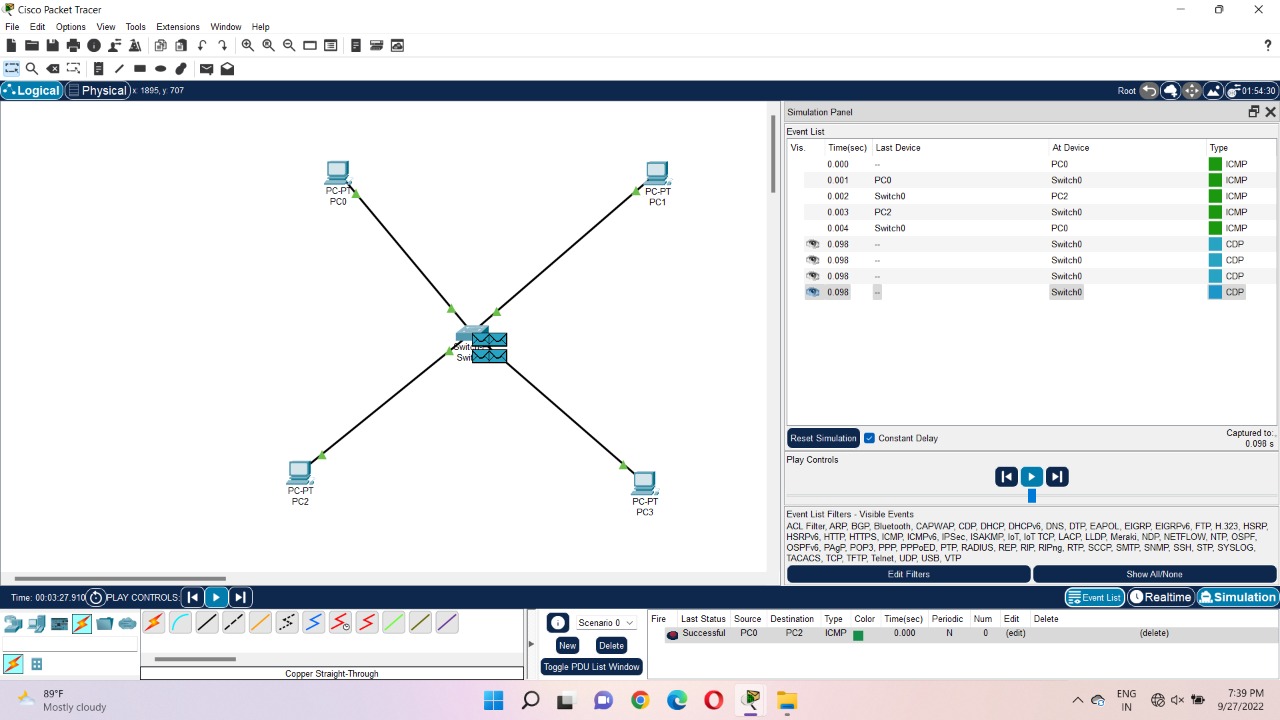 Cisco Packet Tracer
File Edit Options View Tools Extensions Window Help
?
Logical Physical x: 1895, y: 707 Root 01:54:30
Simulation Panel
Event List
Vis. Time(sec) Last Device At Device Type
0.000 -- PC0 ICMP
0.001 PC0 Switch0 ICMP
0.002 Switch0 PC2 ICMP
0.003 PC2 Switch0 ICMP
0.004 Switch0 PC0 ICMP
0.098 -- Switch0 CDP
0.098 -- Switch0 CDP
0.098 -- Switch0 CDP
0.098 -- Switch0 CDP
PC-PT
PC0
PC-PT
PC1
PC-PT
PC2
PC-PT
PC3
Reset Simulation Constant Delay Captured to:
0.098 s
Play Controls
Event List Filters - Visible Events
ACL Filter, ARP, BGP, Bluetooth, CAPWAP, CDP, DHCP, DHCPv6, DNS, DTP, EAPOL, EIGRP, EIGRPv6, FTP, H.323, HSRP,
HSRPv6, HTTP, HTTPS, ICMP, ICMPv6, IPSec, ISAKMP, IoT, IoT TCP, LACP, LLDP, Meraki, NDP, NETFLOW, NTP, OSPF,
OSPFv6, PAgP, POP3, PPP, PPPoED, PTP, RADIUS, REP, RIP, RIPng, RTP, SCCP, SMTP, SNMP, SSH, STP, SYSLOG,
TACACS, TCP, TFTP, Telnet, UDP, USB, VTP
Edit Filters Show All/None
Time: 00:03:27.910 PLAY CONTROLS: Event List Realtime Simulation
Copper Straight-Through
Scenario 0
New Delete
Toggle PDU List Window
Fire Last Status Source Destination Type Color Time(sec) Periodic Num Edit Delete
Successful PC0 PC2 ICMP 0.000 N 0 (edit) (delete)
89°F
Mostly cloudy
ENG
IN
7:39 PM
9/27/2022